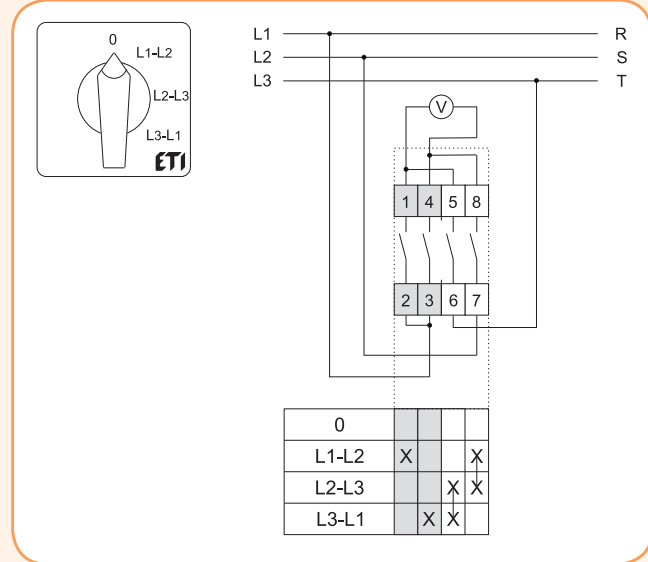 0
L1-L2
L2-L3
L3-L1
ETI
L1 R
L2 S
L3 T
V
1 4 5 8
2 3 6 7
0
L1-L2 X X
L2-L3 X X
L3-L1 X X